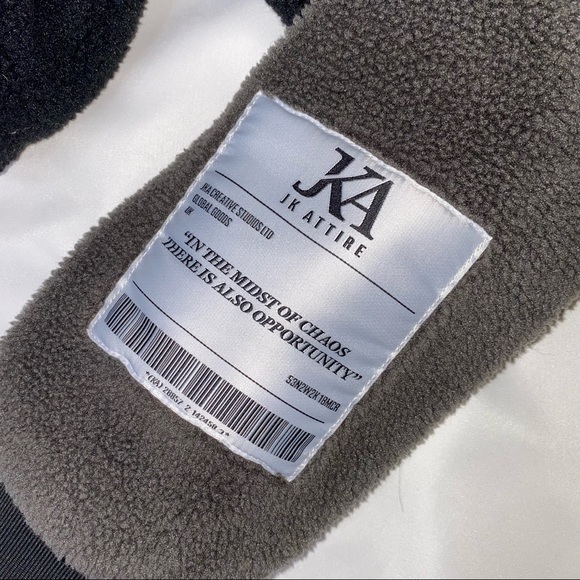 JKA
JK ATTIRE
JKA CREATIVE STUDIOS LTD
GLOBAL GOODS
UK
“IN THE MIDST OF CHAOS
THERE IS ALSO OPPORTUNITY”
S3N2W2K1BMCR